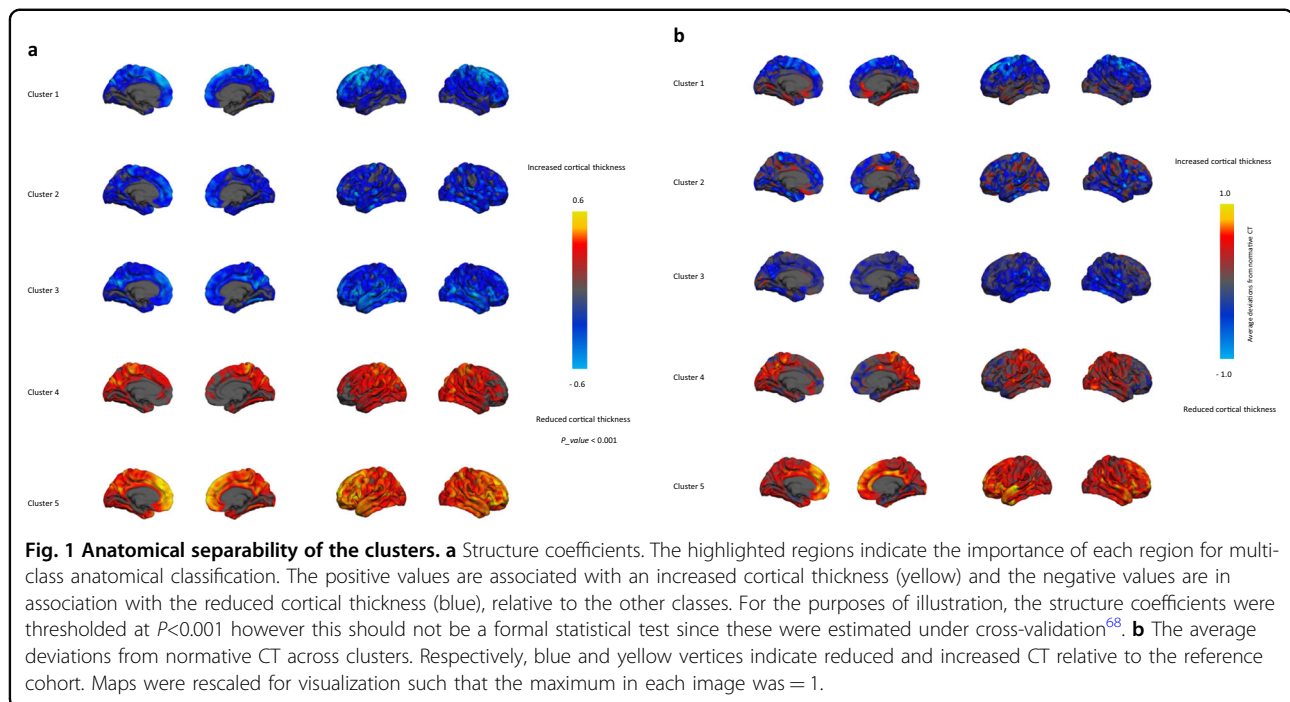 a
Cluster 1
Cluster 2
Cluster 3
Cluster 4
Cluster 5
Increased cortical thickness
0.6
- 0.6
Reduced cortical thickness
P_value < 0.001
b
Cluster 1
Cluster 2
Cluster 3
Cluster 4
Cluster 5
Increased cortical thickness
1.0
Average deviations from normative CT
- 1.0
Reduced cortical thickness
Fig. 1 Anatomical separability of the clusters. a Structure coefficients. The highlighted regions indicate the importance of each region for multi-
class anatomical classification. The positive values are associated with an increased cortical thickness (yellow) and the negative values are in
association with the reduced cortical thickness (blue), relative to the other classes. For the purposes of illustration, the structure coefficients were
thresholded at P<0.001 however this should not be a formal statistical test since these were estimated under cross-validation68. b The average
deviations from normative CT across clusters. Respectively, blue and yellow vertices indicate reduced and increased CT relative to the reference
cohort. Maps were rescaled for visualization such that the maximum in each image was = 1.